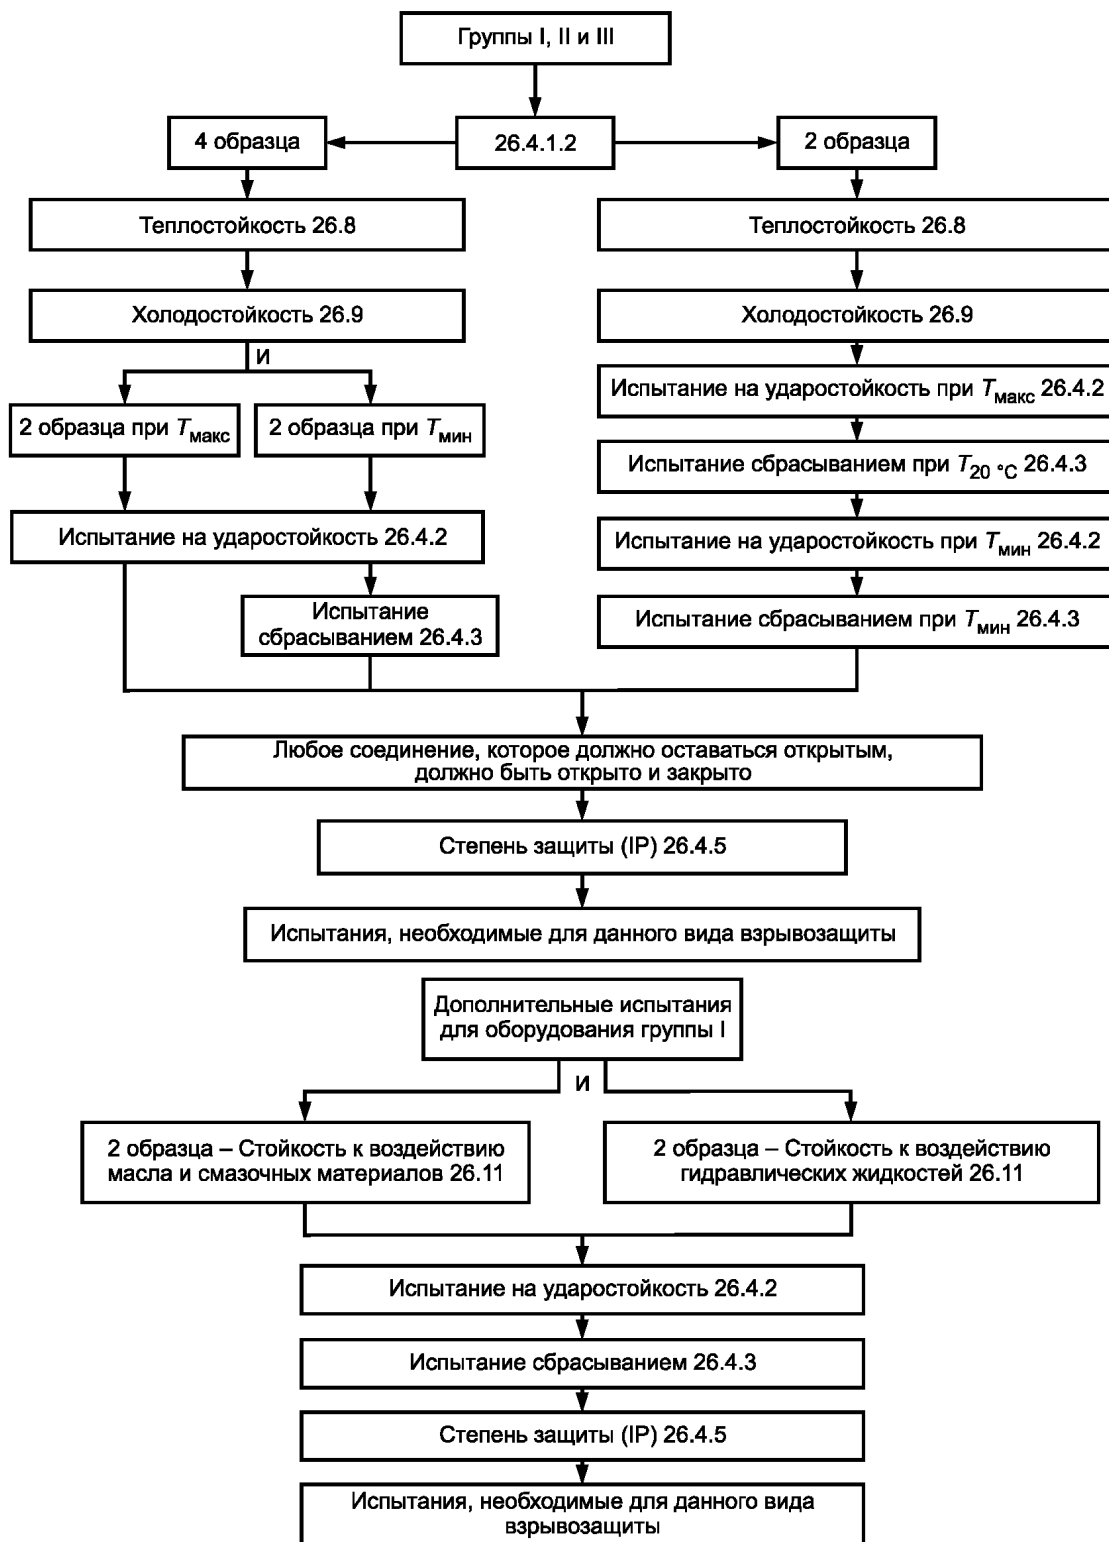 Группы I, II и III
4 образца
26.4.1.2
2 образца
Теплостойкость 26.8
Теплостойкость 26.8
Холодостойкость 26.9
Холодостойкость 26.9
И
Испытание на ударостойкость при Tмакс 26.4.2
2 образца при Tмакс
2 образца при Tмин
Испытание сбрасыванием при T20 °C 26.4.3
Испытание на ударостойкость 26.4.2
Испытание на ударостойкость при Tмин 26.4.2
Испытание
сбрасыванием 26.4.3
Испытание сбрасыванием при Tмин 26.4.3
Любое соединение, которое должно оставаться открытым,
должно быть открыто и закрыто
Степень защиты (IP) 26.4.5
Испытания, необходимые для данного вида взрывозащиты
Дополнительные испытания
для оборудования группы I
И
2 образца – Стойкость к воздействию
масла и смазочных материалов 26.11
2 образца – Стойкость к воздействию
гидравлических жидкостей 26.11
Испытание на ударостойкость 26.4.2
Испытание сбрасыванием 26.4.3
Степень защиты (IP) 26.4.5
Испытания, необходимые для данного вида
взрывозащиты